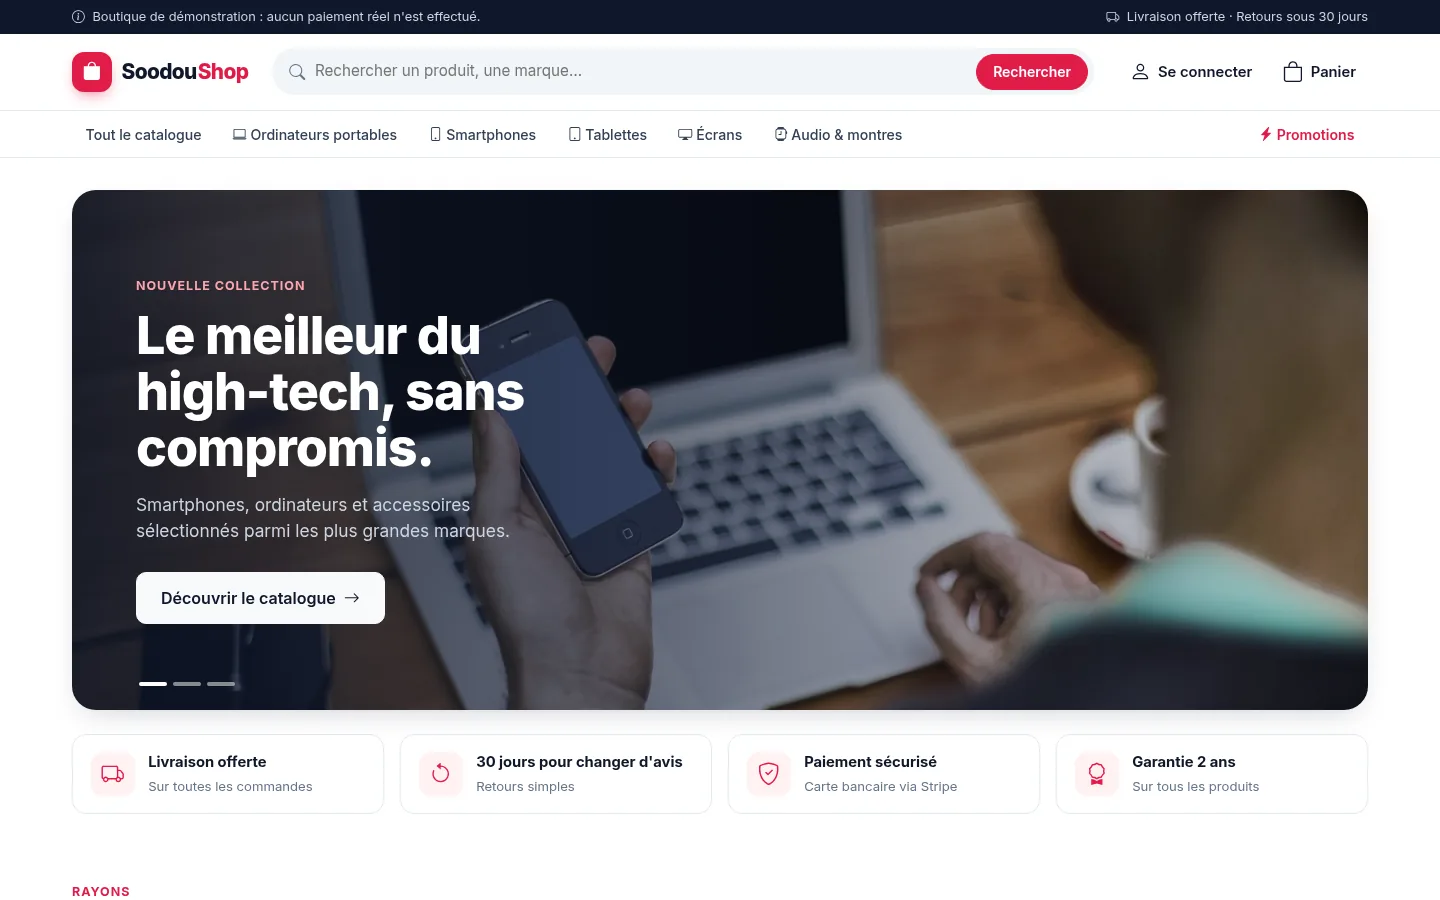 Boutique de démonstration : aucun paiement réel n'est effectué.
Livraison offerte · Retours sous 30 jours
SoodouShop
Rechercher un produit, une marque...
Rechercher
Se connecter
Panier
Tout le catalogue
Ordinateurs portables
Smartphones
Tablettes
Écrans
Audio & montres
Promotions
NOUVELLE COLLECTION
Le meilleur du
high-tech, sans
compromis.
Smartphones, ordinateurs et accessoires
sélectionnés parmi les plus grandes marques.
Découvrir le catalogue →
Livraison offerte
Sur toutes les commandes
30 jours pour changer d'avis
Retours simples
Paiement sécurisé
Carte bancaire via Stripe
Garantie 2 ans
Sur tous les produits
RAYONS